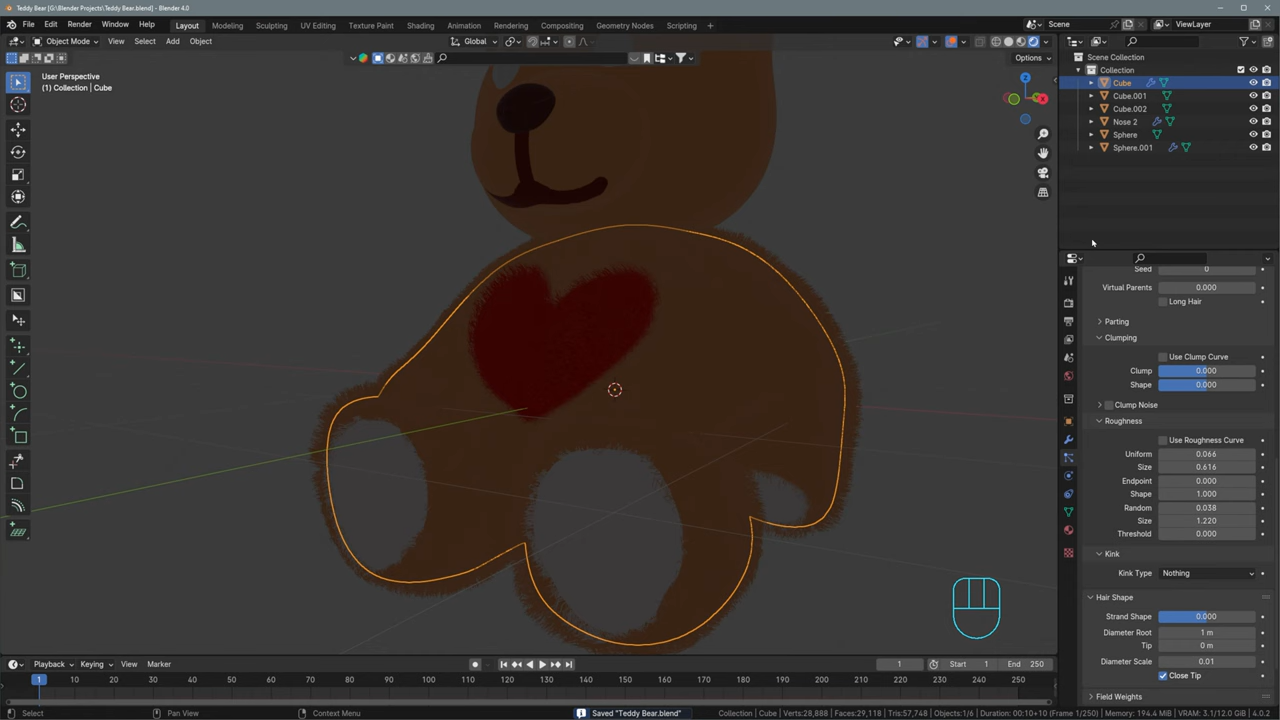 Teddy Bear [G:\Blender Projects\Teddy Bear.blend] - Blender 4.0
File Edit Render Window Help Layout Modeling Sculpting UV Editing Texture Paint Shading Animation Rendering Compositing Geometry Nodes Scripting + Scene ViewLayer
Object Mode View Select Add Object Global Options
User Perspective
(1) Collection | Cube
Scene Collection
Collection
Cube
Cube.001
Cube.002
Nose 2
Sphere
Sphere.001
Seed 0
Virtual Parents 0.000
Long Hair
Parting
Clumping
Use Clump Curve
Clump 0.000
Shape 0.000
Clump Noise
Roughness
Use Roughness Curve
Uniform 0.066
Size 0.616
Endpoint 0.000
Shape 1.000
Random 0.038
Size 1.220
Threshold 0.000
Kink
Kink Type Nothing
Hair Shape
Strand Shape 0.000
Diameter Root 1 m
Tip 0 m
Diameter Scale 0.01
Close Tip
Field Weights
Playback Keying View Marker 1 Start 1 End 250
1 10 20 30 40 50 60 70 80 90 100 110 120 130 140 150 160 170 180 190 200 210 220 230 240 250
Select Pan View Context Menu Saved "Teddy Bear.blend" Collection | Cube | Verts:28,888 | Faces:29,118 | Tris:57,748 | Objects:1/6 | Duration: 00:10+10 (Frame 1/250) | Memory: 194.4 MiB | VRAM: 3.1/12.0 GiB | 4.0.2